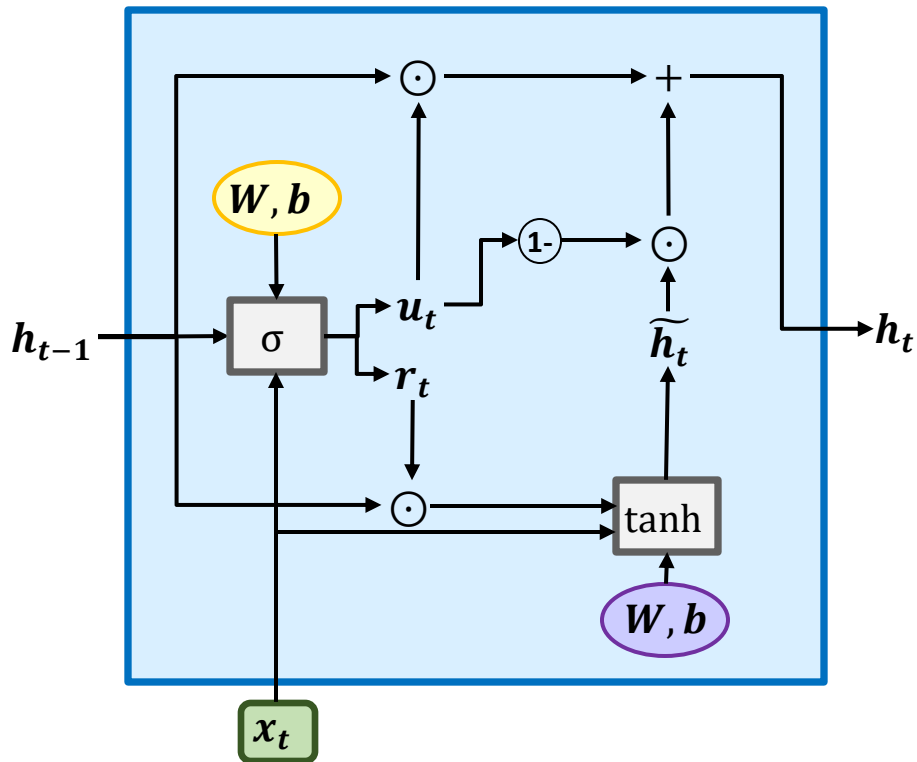 ⊙
+
W, b
1-
⊙
u_t
h_{t−1}
σ
h̃_t
h_t
r_t
⊙
tanh
W, b
x_t